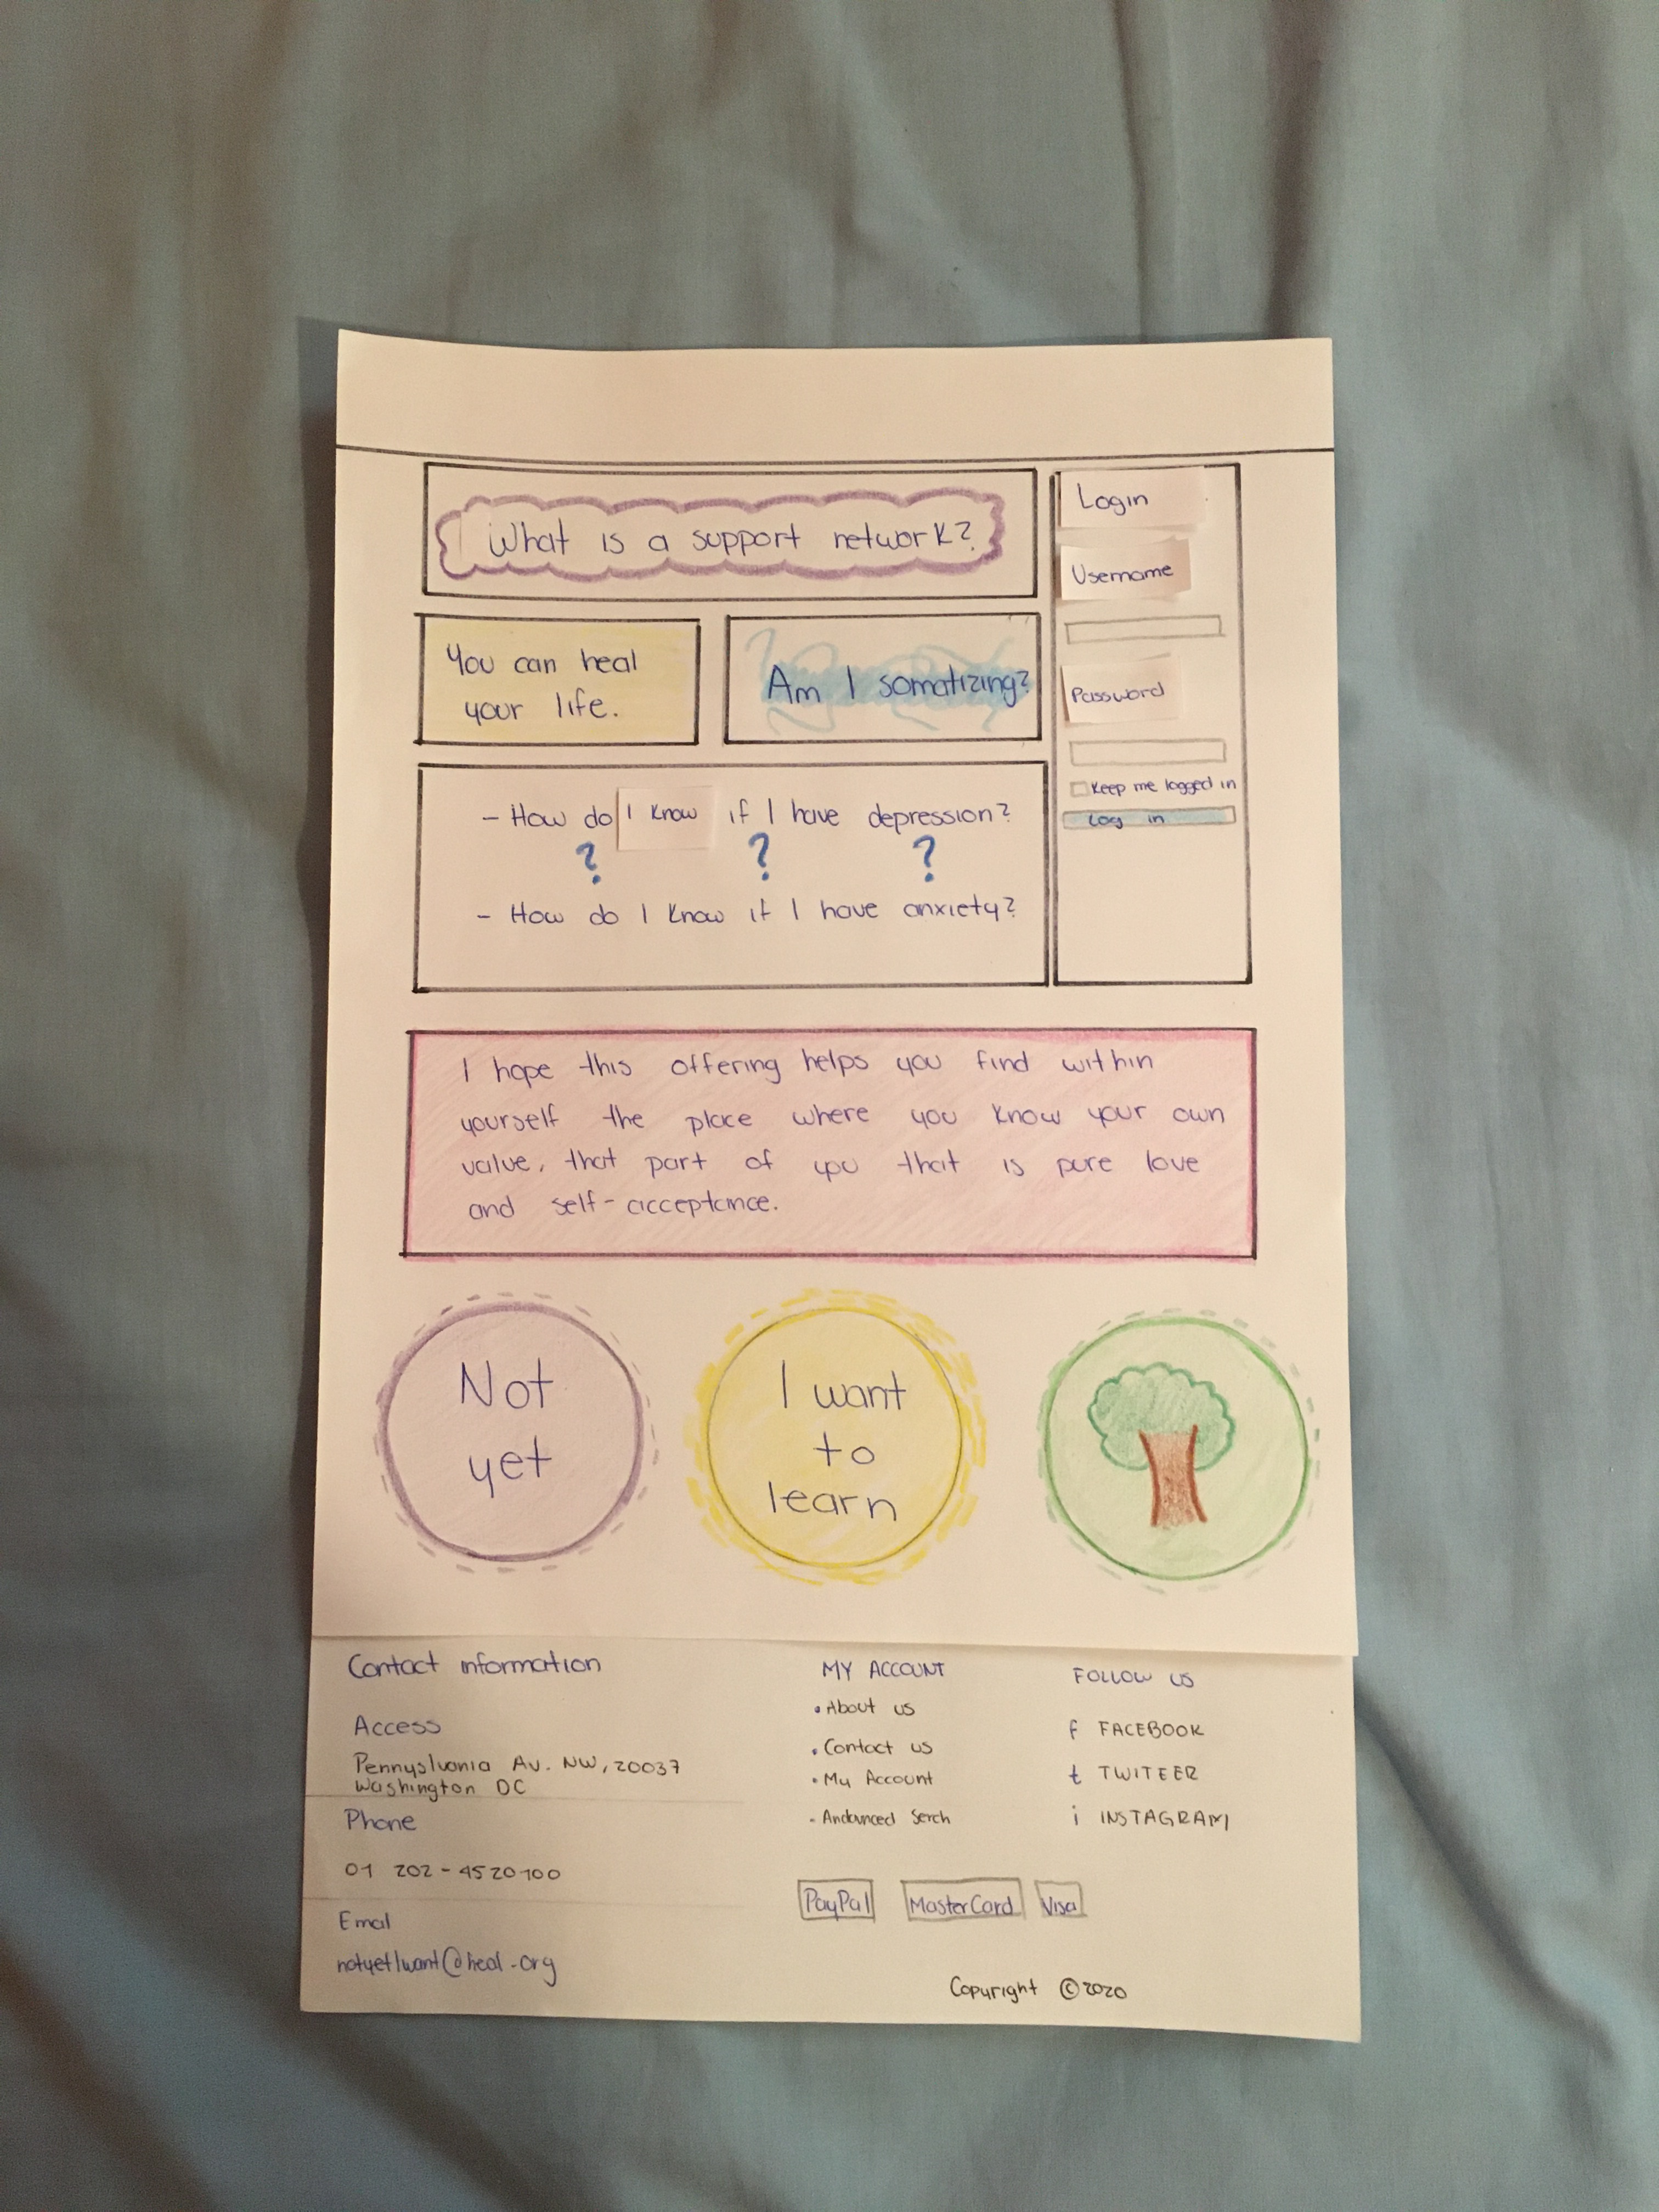 What is a support network?
You can heal
your life.
Am I somatizing?
- How do I know if I have depression?
? ? ?
- How do I know if I have anxiety?
Login
Username
Password
Keep me logged in
Log in
I hope this offering helps you find within
yourself the place where you know your own
value, that part of you that is pure love
and self-acceptance.
Not
yet
I want
to
learn
Contact information
Access
Pennyslvania Av. NW, 20037
Washington DC
Phone
01 202-4520100
Email
notyetIwant@heal.org
MY ACCOUNT
• About us
• Contact us
• My Account
• Andvanced Serch
FOLLOW US
f FACEBOOK
t TWITEER
i INSTAGRAM
PayPal MasterCard Visa
Copyright © 2020